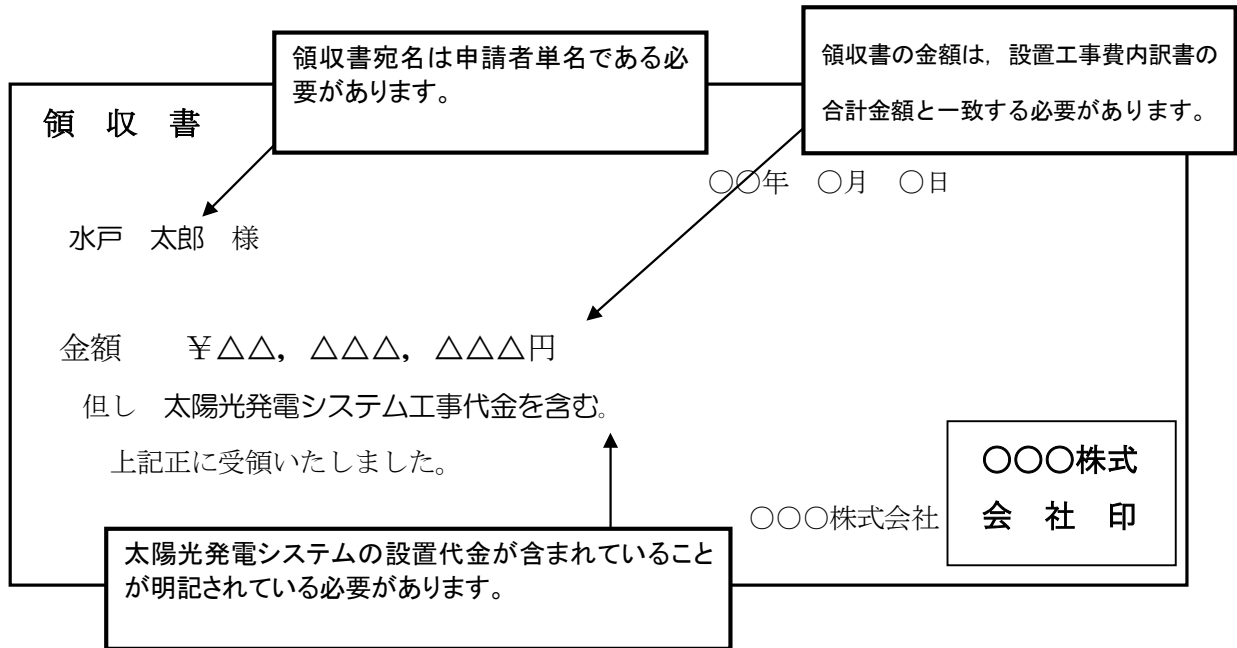 領収書宛名は申請者単名である必
要があります。
領収書の金額は，設置工事費内訳書の
合計金額と一致する必要があります。
領　収　書
○○年　○月　○日
水戸　太郎　様
金額　　￥△△，△△△，△△△円
但し　太陽光発電システム工事代金を含む。
上記正に受領いたしました。
○○○株式会社
○○○株式
会　社　印
太陽光発電システムの設置代金が含まれていること
が明記されている必要があります。